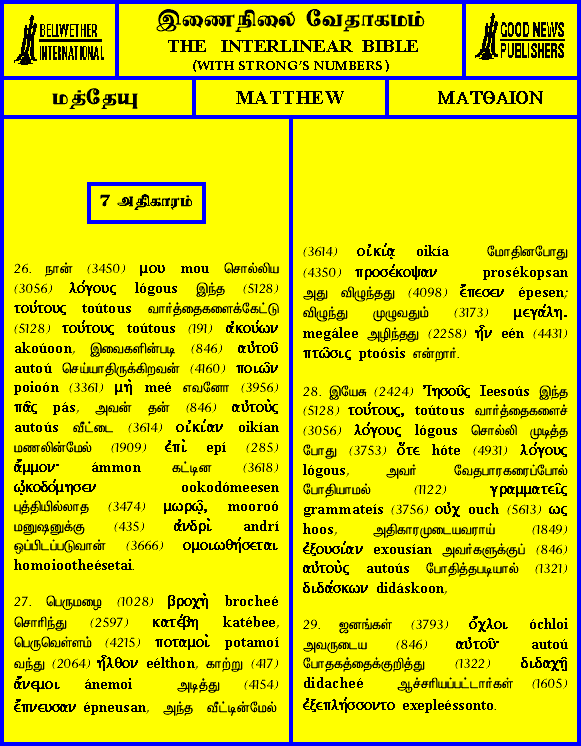 BELLWETHER
INTERNATIONAL
இணைநிலை வேதாகமம்
THE INTERLINEAR BIBLE
(WITH STRONG'S NUMBERS)
GOOD NEWS
PUBLISHERS
மத்தேயு
MATTHEW
ΜΑΤΘΑΙΟΝ
7 அதிகாரம்
26. நான் (3450) μου mou சொல்லிய
(3056) λόγους lógous இந்த (5128)
τούτους toútous வார்த்தைகளைக்கேட்டு
(5128) τούτους toútous (191) ἀκούων
akoúoon, இவைகளின்படி (846) αὐτοῦ
autoú செய்யாதிருக்கிறவன் (4160) ποιῶν
poioón (3361) μὴ meé எவனோ (3956)
πᾶς pás, அவன் தன் (846) αὐτοὺς
autoús வீட்டை (3614) οἰκίαν oikían
மணலின்மேல் (1909) ἐπὶ epí (285)
ἄμμον· ámmon கட்டின (3618)
ᾠκοδόμησεν ookodómeesen
புத்தியில்லாத (3474) μωρῷ, mooroó
மனுஷனுக்கு (435) ἀνδρὶ andrí
ஒப்பிடப்படுவான் (3666) ομοιωθήσεται
homoiootheésetai.
27. பெருமழை (1028) βροχὴ brocheé
சொரிந்து (2597) κατέβη katébee,
பெருவெள்ளம் (4215) ποταμοὶ potamoí
வந்து (2064) ἦλθον eélthon, காற்று (417)
ἄνεμοι ánemoi அடித்து (4154)
ἔπνευσαν épneusan, அந்த வீட்டின்மேல்
(3614) οἰκίᾳ oikía மோதினபோது
(4350) προσέκοψαν prosékopsan
அது விழுந்தது (4098) ἔπεσεν épesen;
விழுந்து முழுவதும் (3173) μεγάλη.
megálee அழிந்தது (2258) ἦν eén (4431)
πτῶσις ptoósis என்றார்.
28. இயேசு (2424) Ἰησοῦς Ieesoús இந்த
(5128) τούτους, toútous வார்த்தைகளைச்
(3056) λόγους lógous சொல்லி முடித்த
போது (3753) ὅτε hóte (4931) λόγους
lógous, அவர் வேதபாரகரைப்போல்
போதியாமல் (1122) γραμματεῖς
grammateís (3756) οὐχ ouch (5613) ως
hoos, அதிகாரமுடையவராய் (1849)
ἐξουσίαν exousían அவர்களுக்குப் (846)
αὐτοὺς autoús போதித்தபடியால் (1321)
διδάσκων didáskoon,
29. ஜனங்கள் (3793) ὄχλοι óchloi
அவருடைய (846) αὐτοῦ· autoú
போதகத்தைக்குறித்து (1322) διδαχῇ
didacheé ஆச்சரியப்பட்டார்கள் (1605)
ἐξεπλήσσοντο exepleéssonto.